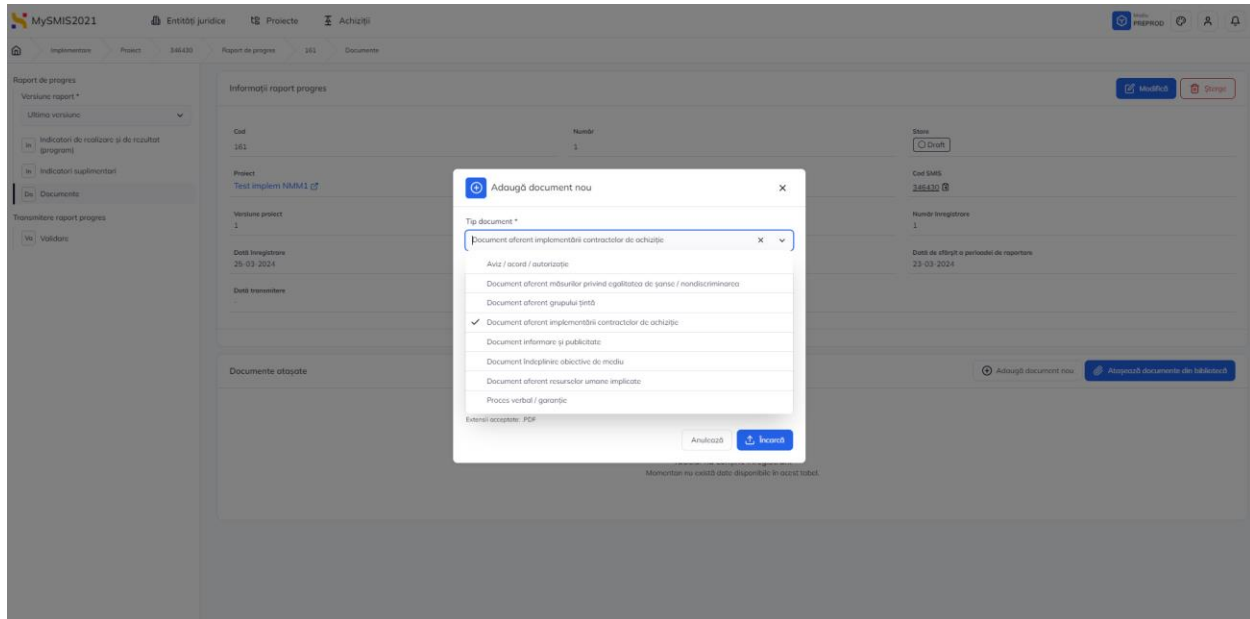 MySMIS2021
Entități juridice
Proiecte
Achiziții
Mediu
PREPROD
Implementare
Proiect
346430
Raport de progres
161
Documente
Raport de progres
Versiune raport *
Ultima versiune
In
Indicatori de realizare și de rezultat
(program)
In
Indicatori suplimentari
Do
Documente
Transmitere raport progres
Va
Validare
Informații raport progres
Modifică
Șterge
Cod
161
Număr
1
Stare
Draft
Proiect
Test implem NMM1
Cod SMIS
346430
Versiune proiect
1
Număr înregistrare
1
Dată înregistrare
25-03-2024
Dată de sfârșit a perioadei de raportare
23-03-2024
Dată transmitere
-
Adaugă document nou
Tip document *
Document aferent implementării contractelor de achiziție
Aviz / acord / autorizație
Document aferent măsurilor privind egalitatea de șanse / nondiscriminarea
Document aferent grupului țintă
Document aferent implementării contractelor de achiziție
Document informare și publicitate
Document îndeplinire obiective de mediu
Document aferent resurselor umane implicate
Proces verbal / garanție
Extensii acceptate: .PDF
Anulează
Încarcă
Documente atașate
Adaugă document nou
Atașează documente din bibliotecă
Momentan nu există date disponibile în acest tabel.